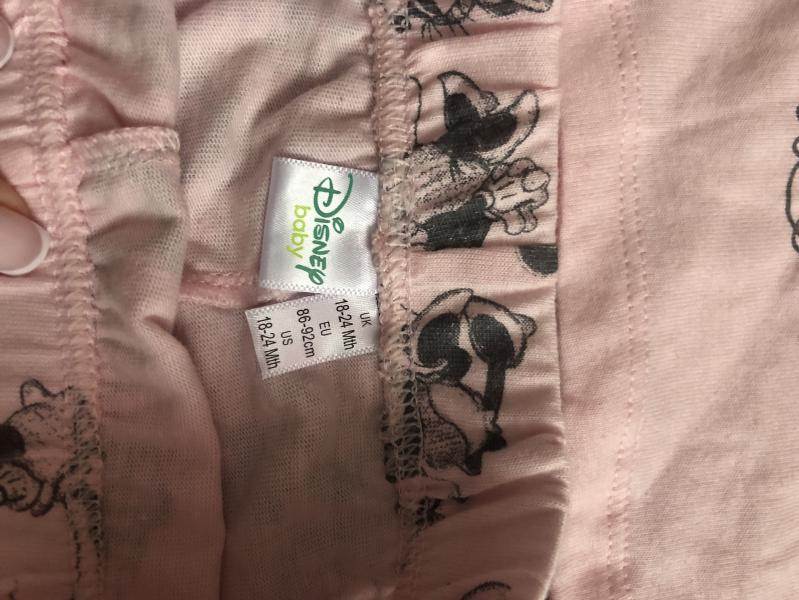 Disney
baby
UK
18-24 Mth
EU
86-92cm
US
18-24 Mth